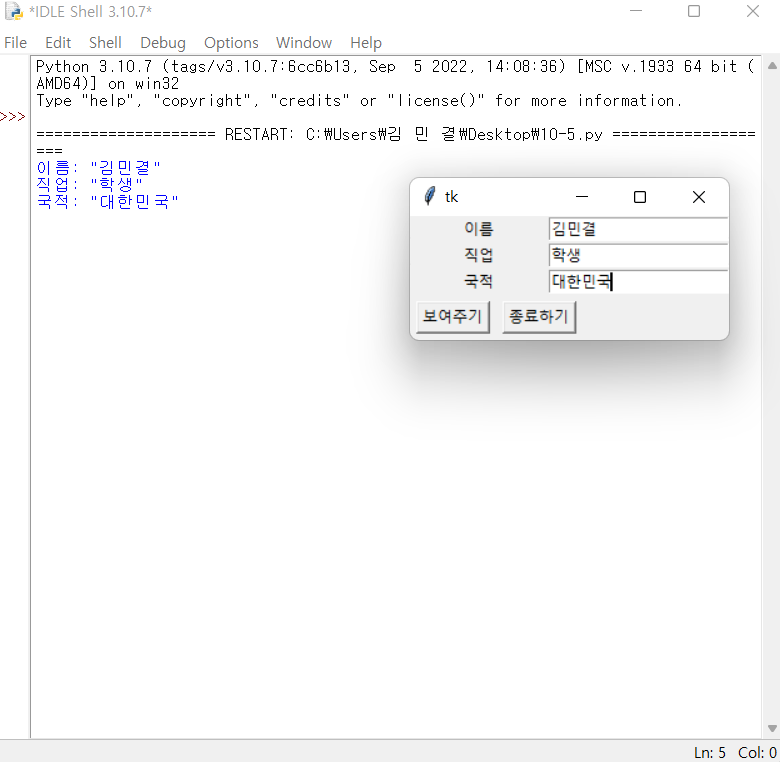 *IDLE Shell 3.10.7*
File Edit Shell Debug Options Window Help
Python 3.10.7 (tags/v3.10.7:6cc6b13, Sep  5 2022, 14:08:36) [MSC v.1933 64 bit (
AMD64)] on win32
Type "help", "copyright", "credits" or "license()" for more information.
>>>
==================== RESTART: C:₩Users₩김 민 결₩Desktop₩10-5.py ================
===
이름: "김민결"
직업: "학생"
국적: "대한민국"
tk
이름 김민결
직업 학생
국적 대한민국
보여주기 종료하기
Ln: 5 Col: 0